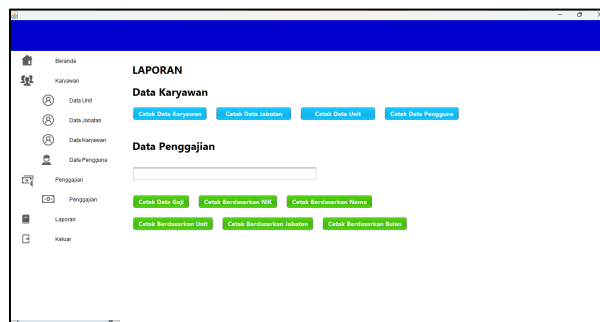 Beranda
Karyawan
Data Unit
Data Jabatan
Data Karyawan
Data Pengguna
Penggajian
Penggajian
Laporan
Keluar
LAPORAN
Data Karyawan
Cetak Data Karyawan Cetak Data Jabatan Cetak Data Unit Cetak Data Pengguna
Data Penggajian
Cetak Data Gaji Cetak Berdasarkan NIK Cetak Berdasarkan Nama
Cetak Berdasarkan Unit Cetak Berdasarkan Jabatan Cetak Berdasarkan Bulan